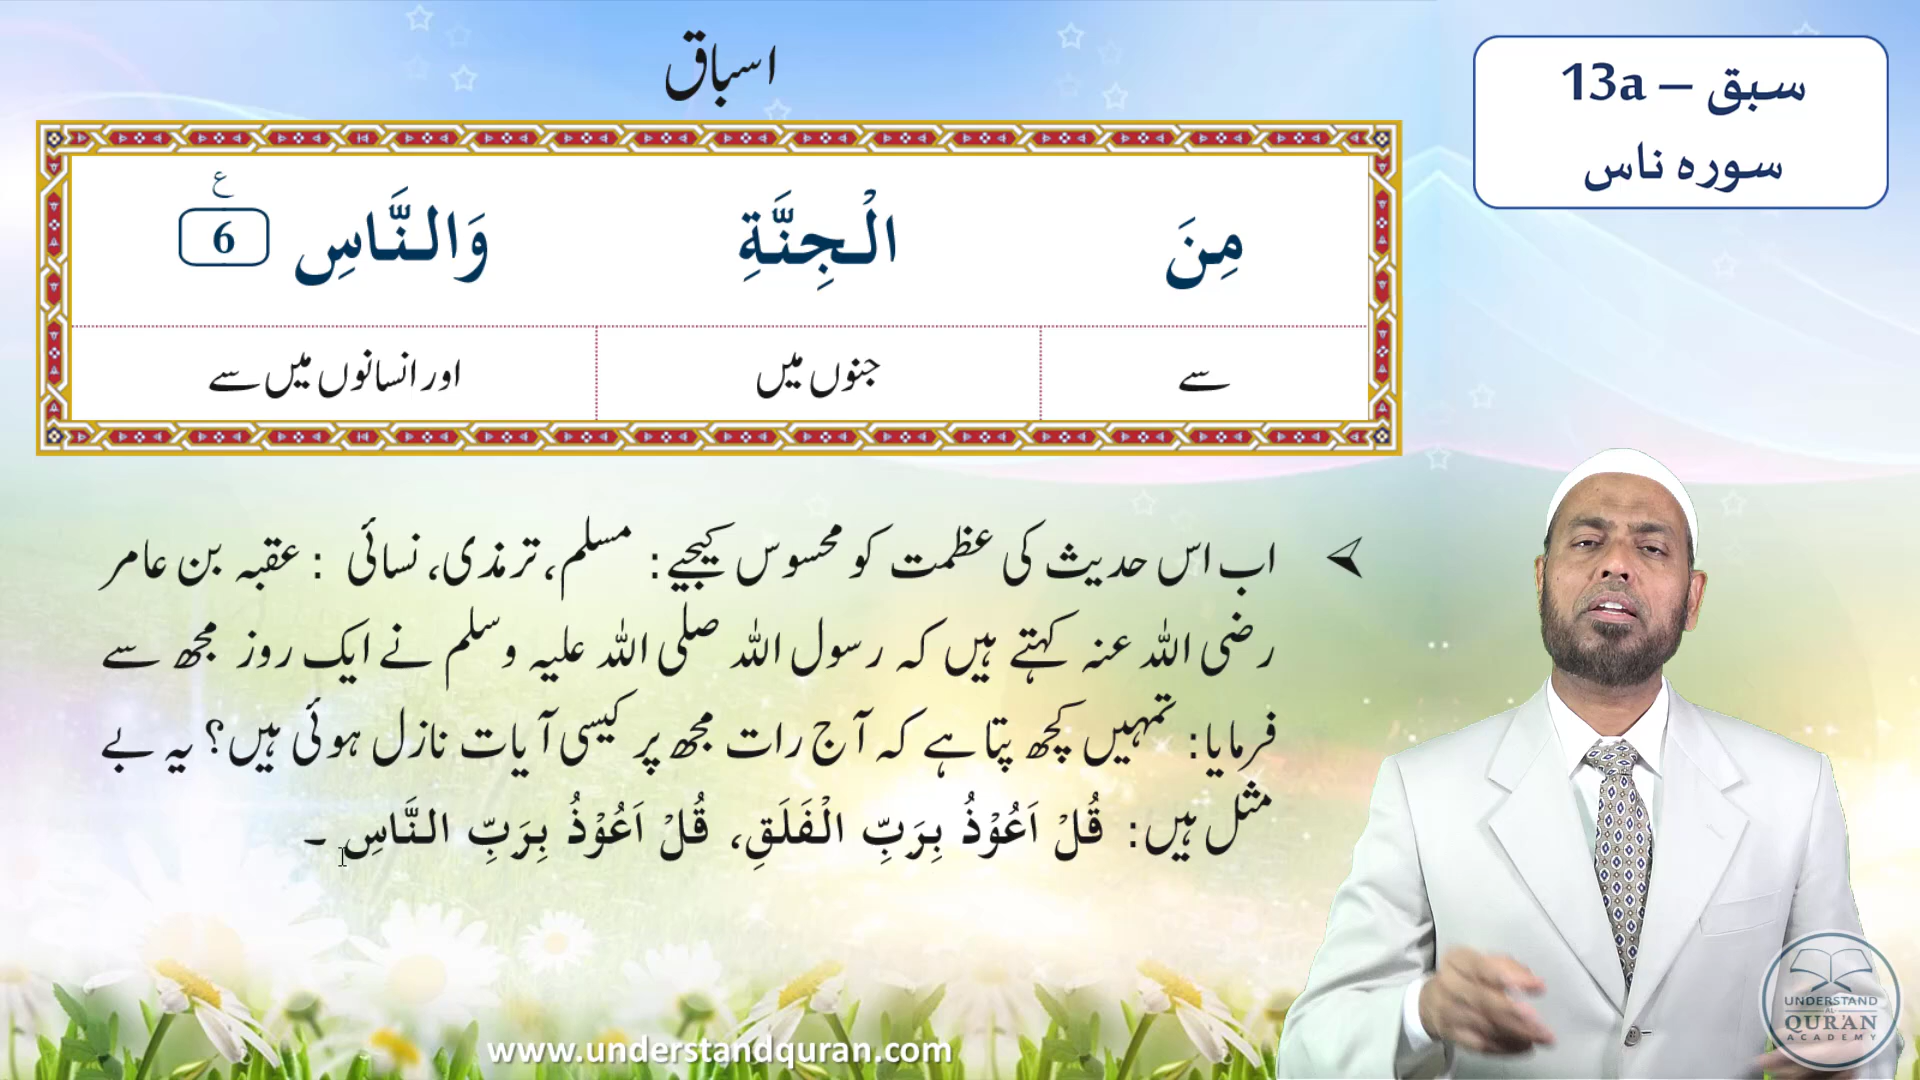 اسباق
سبق – 13a
سورہ ناس
مِنَ الْجِنَّةِ وَالنَّاسِ 6 ع
سے جنوں میں اور انسانوں میں سے
اب اس حدیث کی عظمت کو محسوس کیجیے: مسلم، ترمذی، نسائی : عقبہ بن عامر
رضی اللہ عنہ کہتے ہیں کہ رسول اللہ صلی اللہ علیہ وسلم نے ایک روز مجھ سے
فرمایا: تمہیں کچھ پتا ہے کہ آج رات مجھ پر کیسی آیات نازل ہوئی ہیں؟ یہ بے
مثل ہیں: قُلْ اَعُوْذُ بِرَبِّ الْفَلَقِ، قُلْ اَعُوْذُ بِرَبِّ النَّاسِ ۔
www.understandquran.com
UNDERSTAND
AL-
QUR'AN
ACADEMY